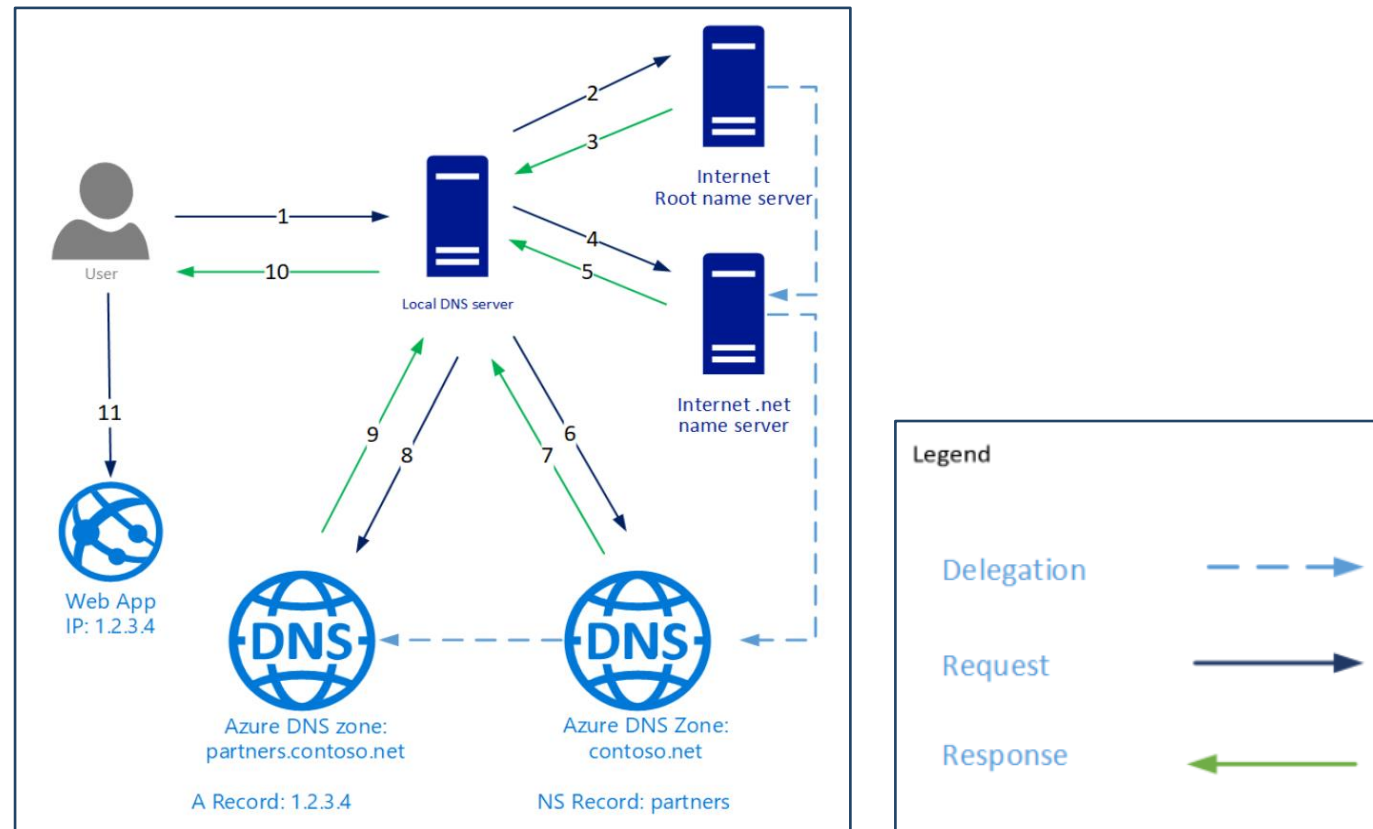 2
3
Internet
Root name server
1
4
5
User
10
Local DNS server
Internet .net
name server
11
9
8
6
7
Web App
IP: 1.2.3.4
DNS
DNS
Azure DNS zone:
partners.contoso.net
Azure DNS Zone:
contoso.net
A Record: 1.2.3.4
NS Record: partners
Legend
Delegation
Request
Response